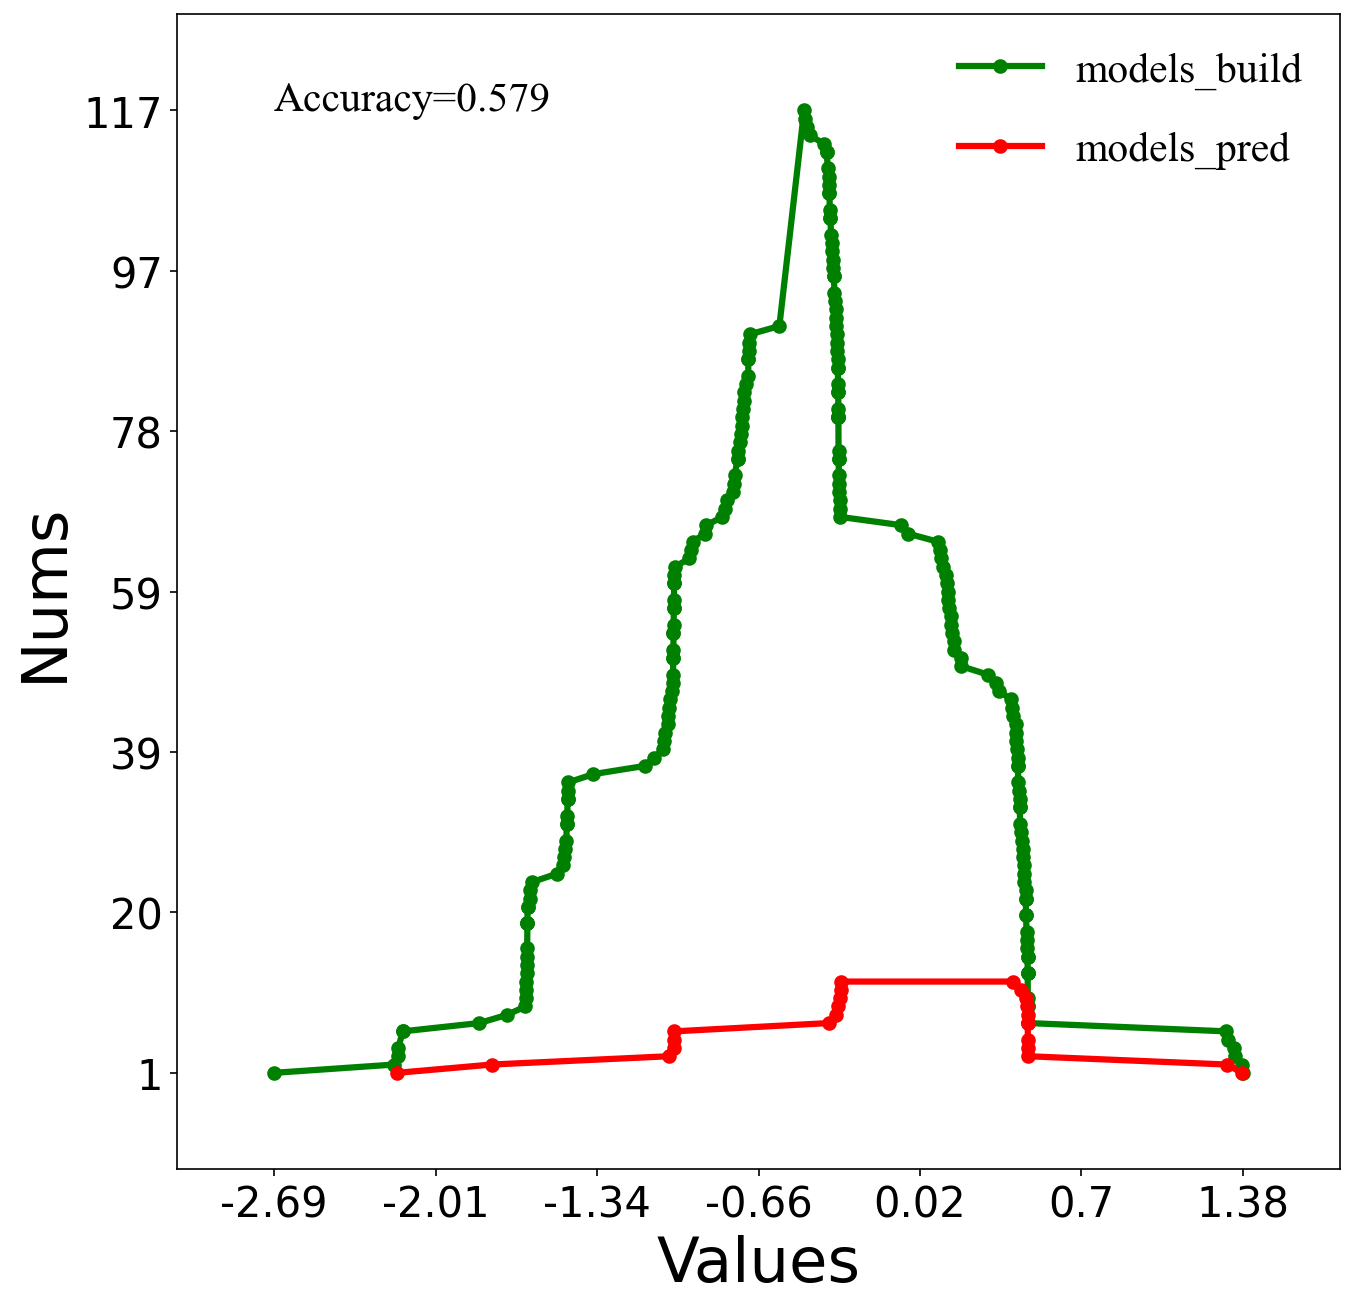 Accuracy=0.579
models_build
models_pred
117
97
78
59
39
20
1
Nums
-2.69
-2.01
-1.34
-0.66
0.02
0.7
1.38
Values